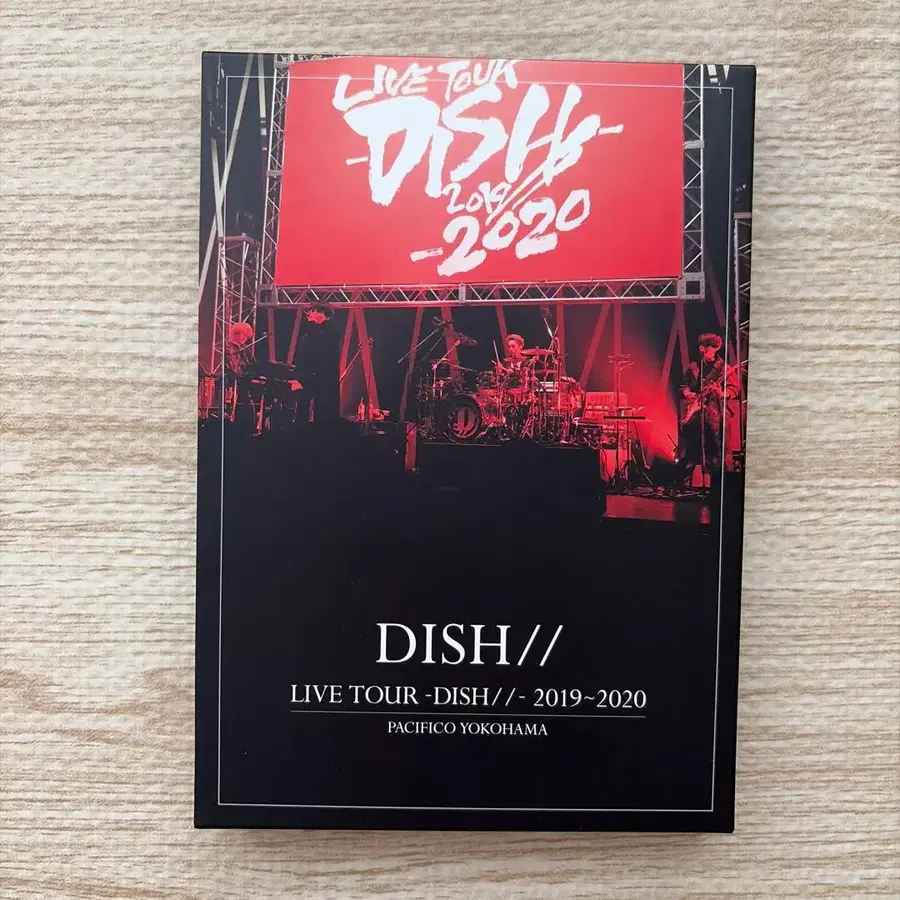 LIVE TOUR
-DISH//-
2019//
-2020
DISH//
LIVE TOUR -DISH//- 2019~2020
PACIFICO YOKOHAMA